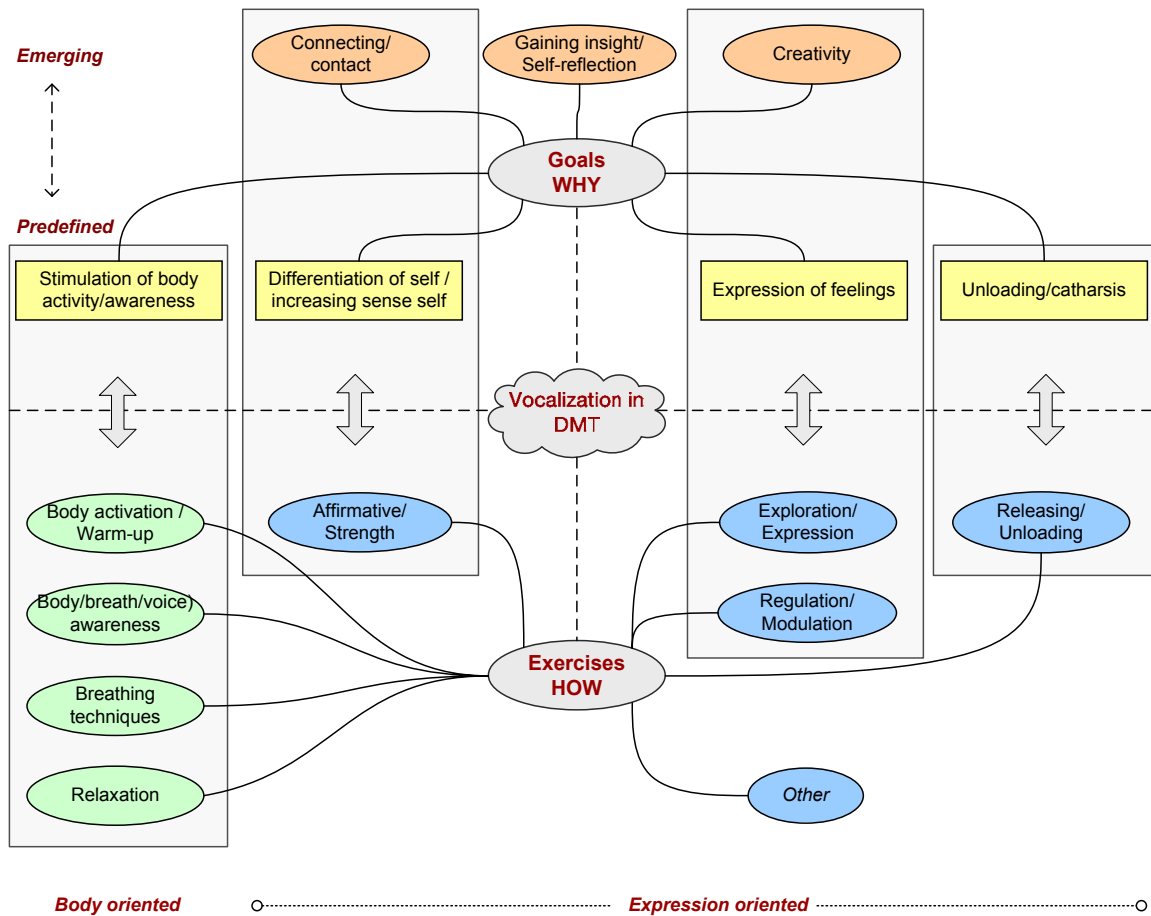 Emerging
Connecting/
contact
Gaining insight/
Self-reflection
Creativity
Goals
WHY
Predefined
Stimulation of body
activity/awareness
Differentiation of self /
increasing sense self
Expression of feelings
Unloading/catharsis
Vocalization in
DMT
Body activation /
Warm-up
Affirmative/
Strength
Exploration/
Expression
Releasing/
Unloading
Body/breath/voice)
awareness
Regulation/
Modulation
Exercises
HOW
Breathing
techniques
Relaxation
Other
Body oriented
Expression oriented